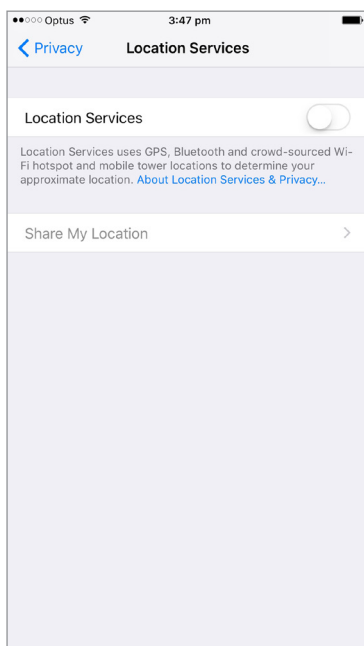 Optus 3:47 pm
Privacy Location Services
Location Services
Location Services uses GPS, Bluetooth and crowd-sourced Wi-
Fi hotspot and mobile tower locations to determine your
approximate location. About Location Services & Privacy...
Share My Location